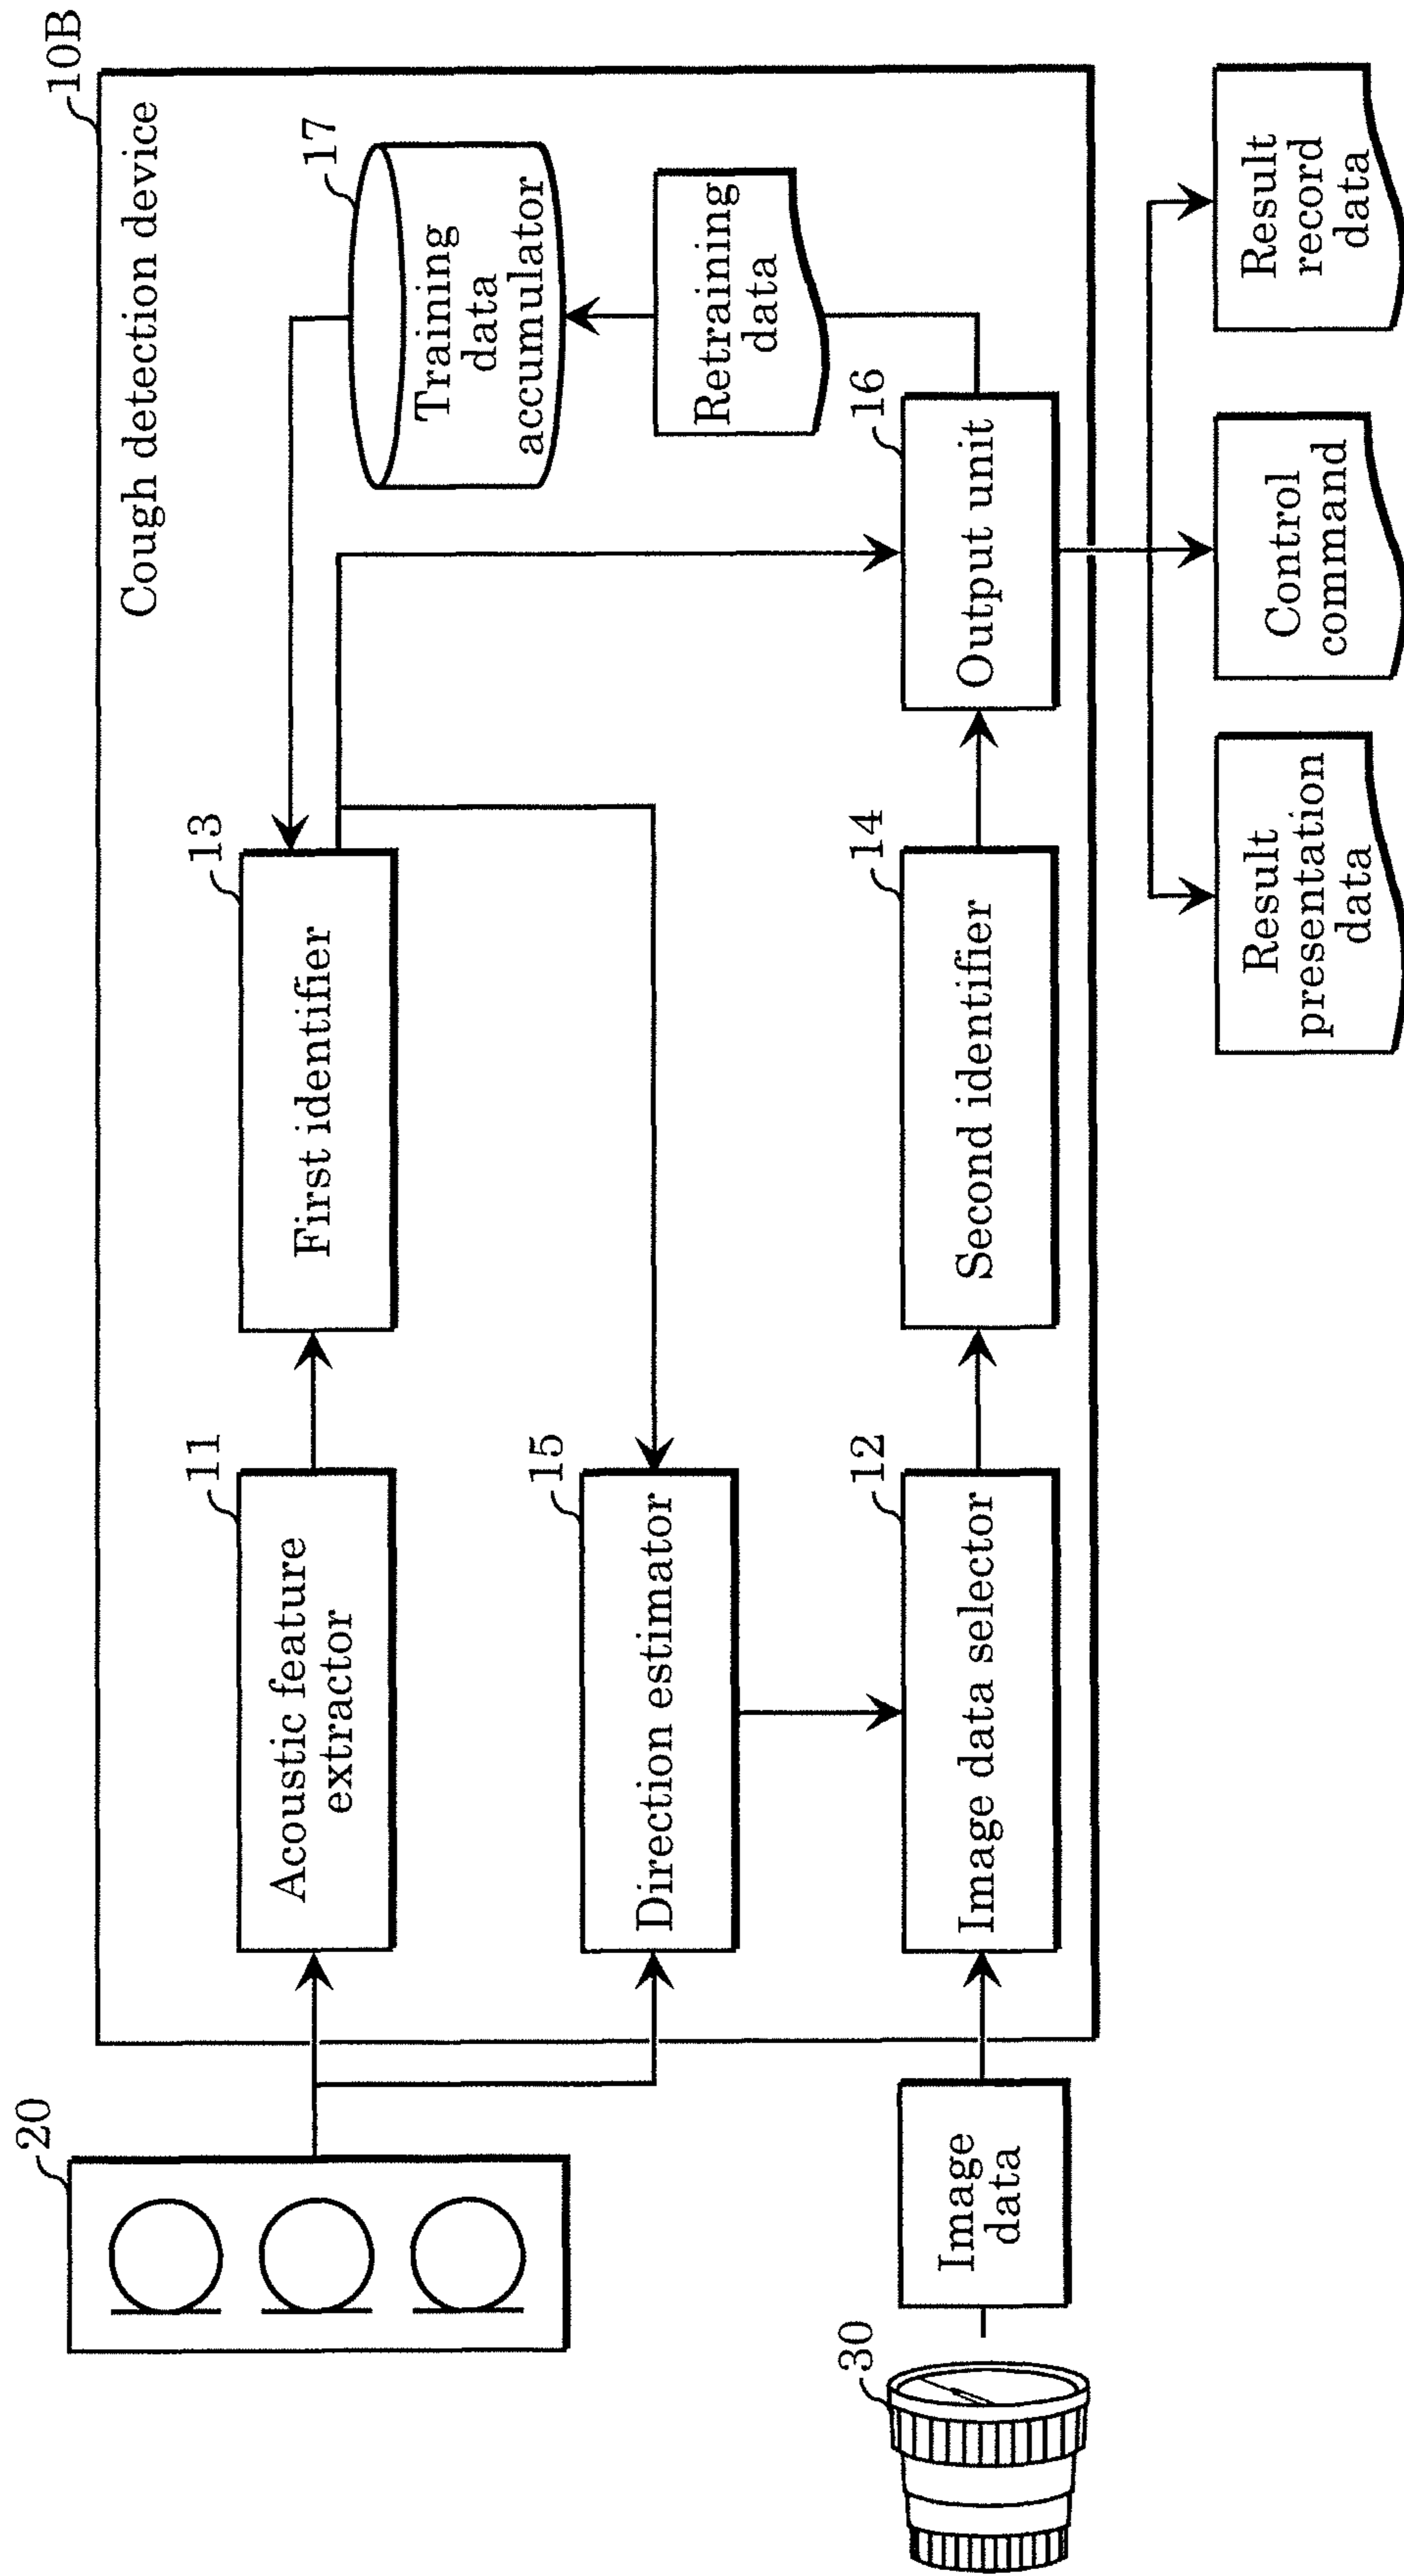 10B
Cough detection device
20
11
Acoustic feature
extractor
13
First identifier
17
Training
data
accumulator
15
Direction estimator
Retraining
data
30
Image
data
12
Image data selector
14
Second identifier
16
Output unit
Result
presentation
data
Control
command
Result
record
data